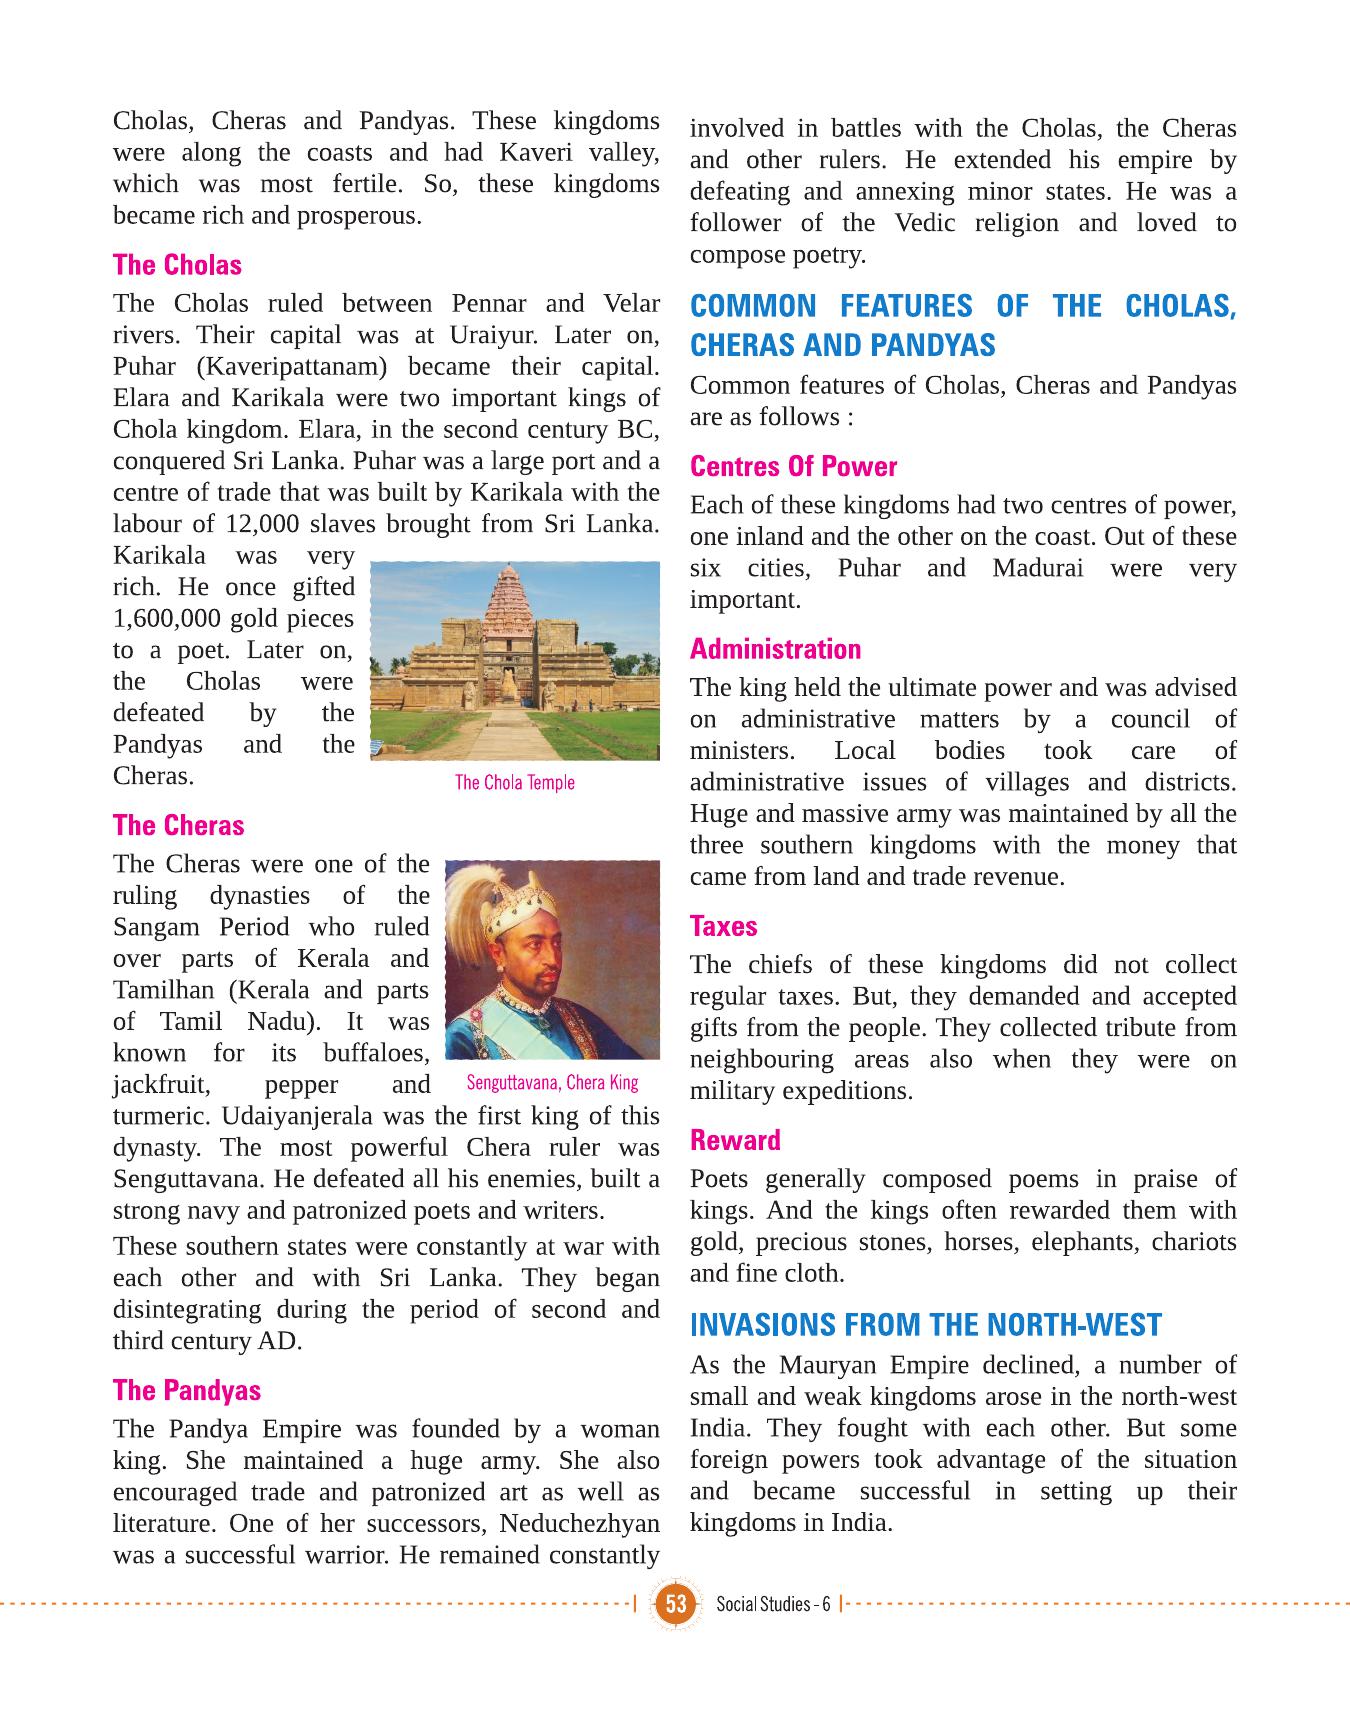 Cholas, Cheras and Pandyas. These kingdoms
were along the coasts and had Kaveri valley,
which was most fertile. So, these kingdoms
became rich and prosperous.
The Cholas
The Cholas ruled between Pennar and Velar
rivers. Their capital was at Uraiyur. Later on,
Puhar (Kaveripattanam) became their capital.
Elara and Karikala were two important kings of
Chola kingdom. Elara, in the second century BC,
conquered Sri Lanka. Puhar was a large port and a
centre of trade that was built by Karikala with the
labour of 12,000 slaves brought from Sri Lanka.
Karikala was very
rich. He once gifted
1,600,000 gold pieces
to a poet. Later on,
the Cholas were
defeated by the
Pandyas and the
Cheras.
The Chola Temple
The Cheras
The Cheras were one of the
ruling dynasties of the
Sangam Period who ruled
over parts of Kerala and
Tamilhan (Kerala and parts
of Tamil Nadu). It was
known for its buffaloes,
jackfruit, pepper and
Senguttavana, Chera King
turmeric. Udaiyanjerala was the first king of this
dynasty. The most powerful Chera ruler was
Senguttavana. He defeated all his enemies, built a
strong navy and patronized poets and writers.
These southern states were constantly at war with
each other and with Sri Lanka. They began
disintegrating during the period of second and
third century AD.
The Pandyas
The Pandya Empire was founded by a woman
king. She maintained a huge army. She also
encouraged trade and patronized art as well as
literature. One of her successors, Neduchezhyan
was a successful warrior. He remained constantly
involved in battles with the Cholas, the Cheras
and other rulers. He extended his empire by
defeating and annexing minor states. He was a
follower of the Vedic religion and loved to
compose poetry.
COMMON FEATURES OF THE CHOLAS,
CHERAS AND PANDYAS
Common features of Cholas, Cheras and Pandyas
are as follows :
Centres Of Power
Each of these kingdoms had two centres of power,
one inland and the other on the coast. Out of these
six cities, Puhar and Madurai were very
important.
Administration
The king held the ultimate power and was advised
on administrative matters by a council of
ministers. Local bodies took care of
administrative issues of villages and districts.
Huge and massive army was maintained by all the
three southern kingdoms with the money that
came from land and trade revenue.
Taxes
The chiefs of these kingdoms did not collect
regular taxes. But, they demanded and accepted
gifts from the people. They collected tribute from
neighbouring areas also when they were on
military expeditions.
Reward
Poets generally composed poems in praise of
kings. And the kings often rewarded them with
gold, precious stones, horses, elephants, chariots
and fine cloth.
INVASIONS FROM THE NORTH-WEST
As the Mauryan Empire declined, a number of
small and weak kingdoms arose in the north-west
India. They fought with each other. But some
foreign powers took advantage of the situation
and became successful in setting up their
kingdoms in India.
53 Social Studies - 6